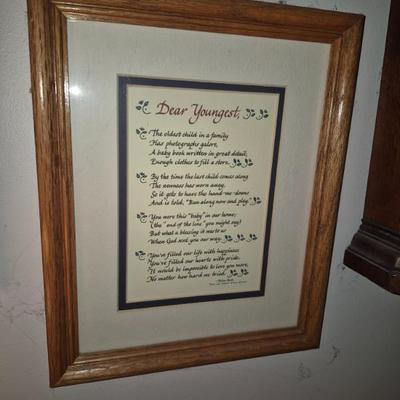 Dear Youngest,
The oldest child in a family
Has photographs galore,
A baby book written in great detail,
Enough clothes to fill a store.
By the time the last child comes along
The newness has worn away,
So it gets to have the hand-me-downs
And is told, "Run along now and play."
You were this "baby" in our home;
(the "end of the line" you might say)
But what a blessing it was to us
When God sent you our way.
You've filled our life with happiness
You've filled our hearts with pride,
It would be impossible to love you more,
No matter how hard we tried.